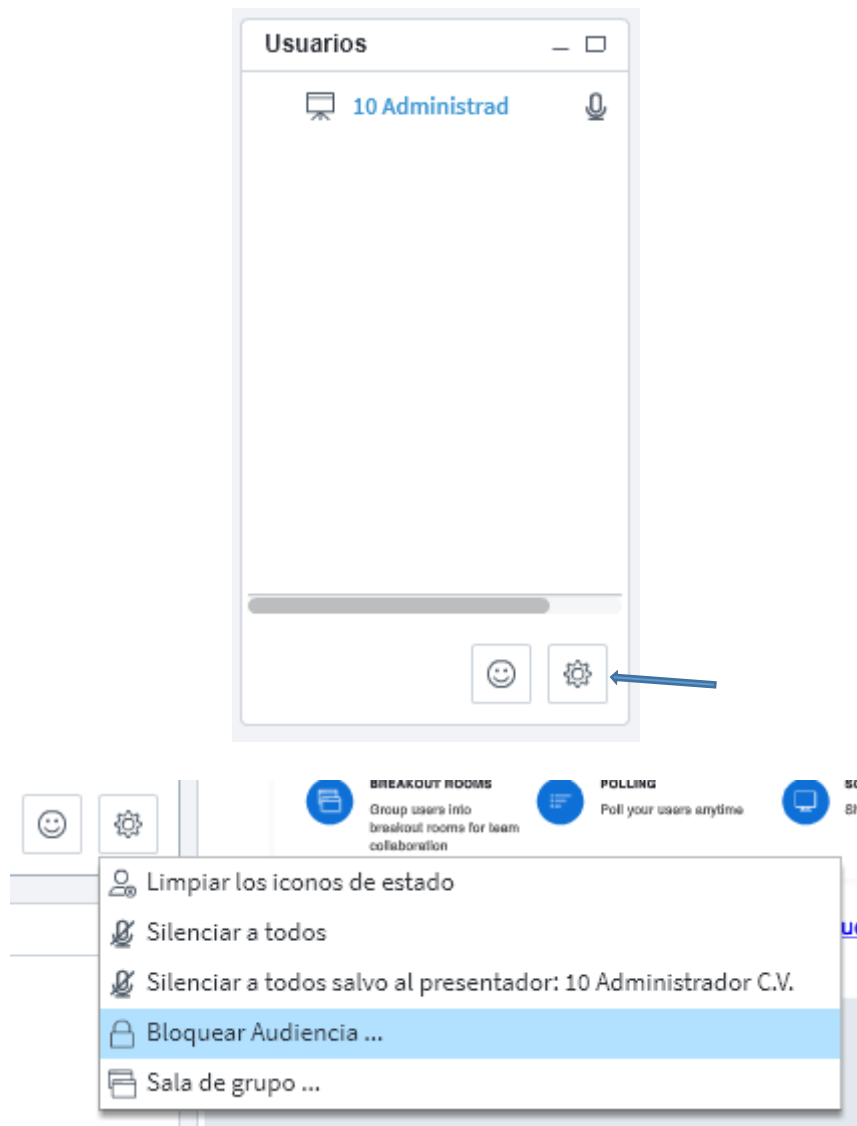 Usuarios
10 Administrad
BREAKOUT ROOMS
Group users into
breakout rooms for team
collaboration
POLLING
Poll your users anytime
Limpiar los iconos de estado
Silenciar a todos
Silenciar a todos salvo al presentador: 10 Administrador C.V.
Bloquear Audiencia ...
Sala de grupo ...